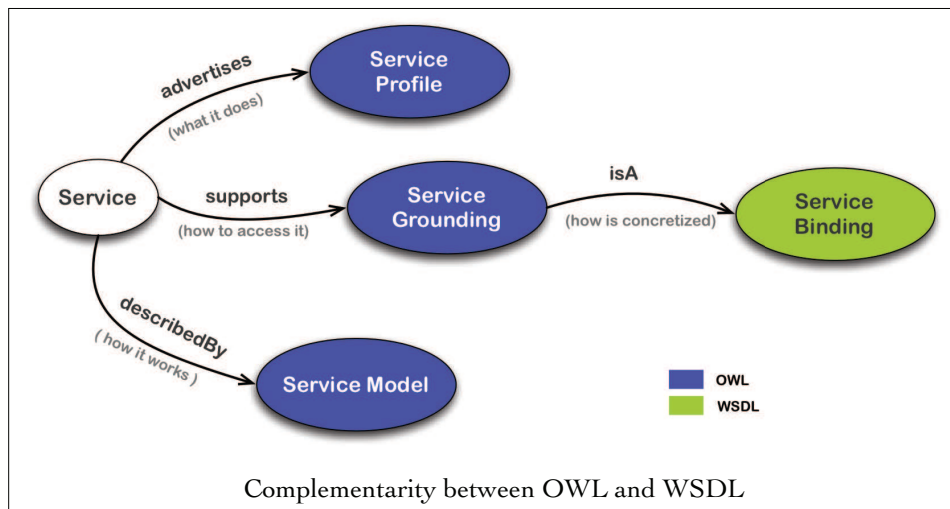 Service
Profile
advertises
(what it does)
Service
supports
(how to access it)
Service
Grounding
isA
(how is concretized)
Service
Binding
describedBy
( how it works )
Service Model
OWL
WSDL
Complementarity between OWL and WSDL